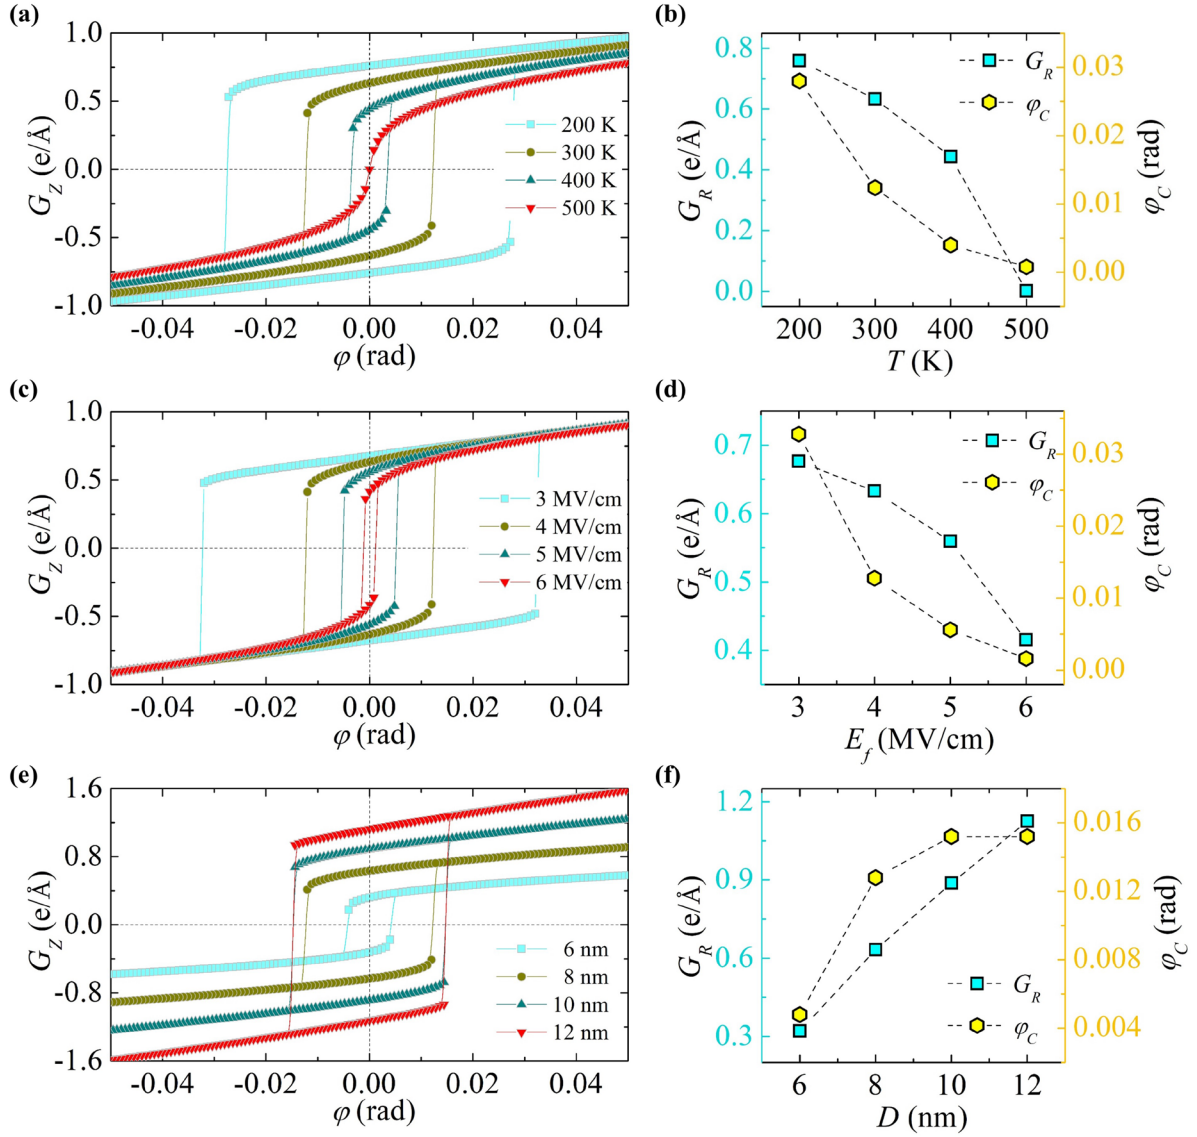 (a)
1.0
0.5
0.0
-0.5
-1.0
G_Z (e/Å)
200 K
300 K
400 K
500 K
-0.04 -0.02 0.00 0.02 0.04
φ (rad)
(b)
0.8
0.6
0.4
0.2
0.0
G_R (e/Å)
G_R
φ_C
0.03
0.02
0.01
0.00
φ_C (rad)
200 300 400 500
T (K)
(c)
1.0
0.5
0.0
-0.5
-1.0
G_Z (e/Å)
3 MV/cm
4 MV/cm
5 MV/cm
6 MV/cm
-0.04 -0.02 0.00 0.02 0.04
φ (rad)
(d)
0.7
0.6
0.5
0.4
G_R (e/Å)
G_R
φ_C
0.03
0.02
0.01
0.00
φ_C (rad)
3 4 5 6
E_f (MV/cm)
(e)
1.6
0.8
0.0
-0.8
-1.6
G_Z (e/Å)
6 nm
8 nm
10 nm
12 nm
-0.04 -0.02 0.00 0.02 0.04
φ (rad)
(f)
1.2
0.9
0.6
0.3
G_R (e/Å)
G_R
φ_C
0.016
0.012
0.008
0.004
φ_C (rad)
6 8 10 12
D (nm)